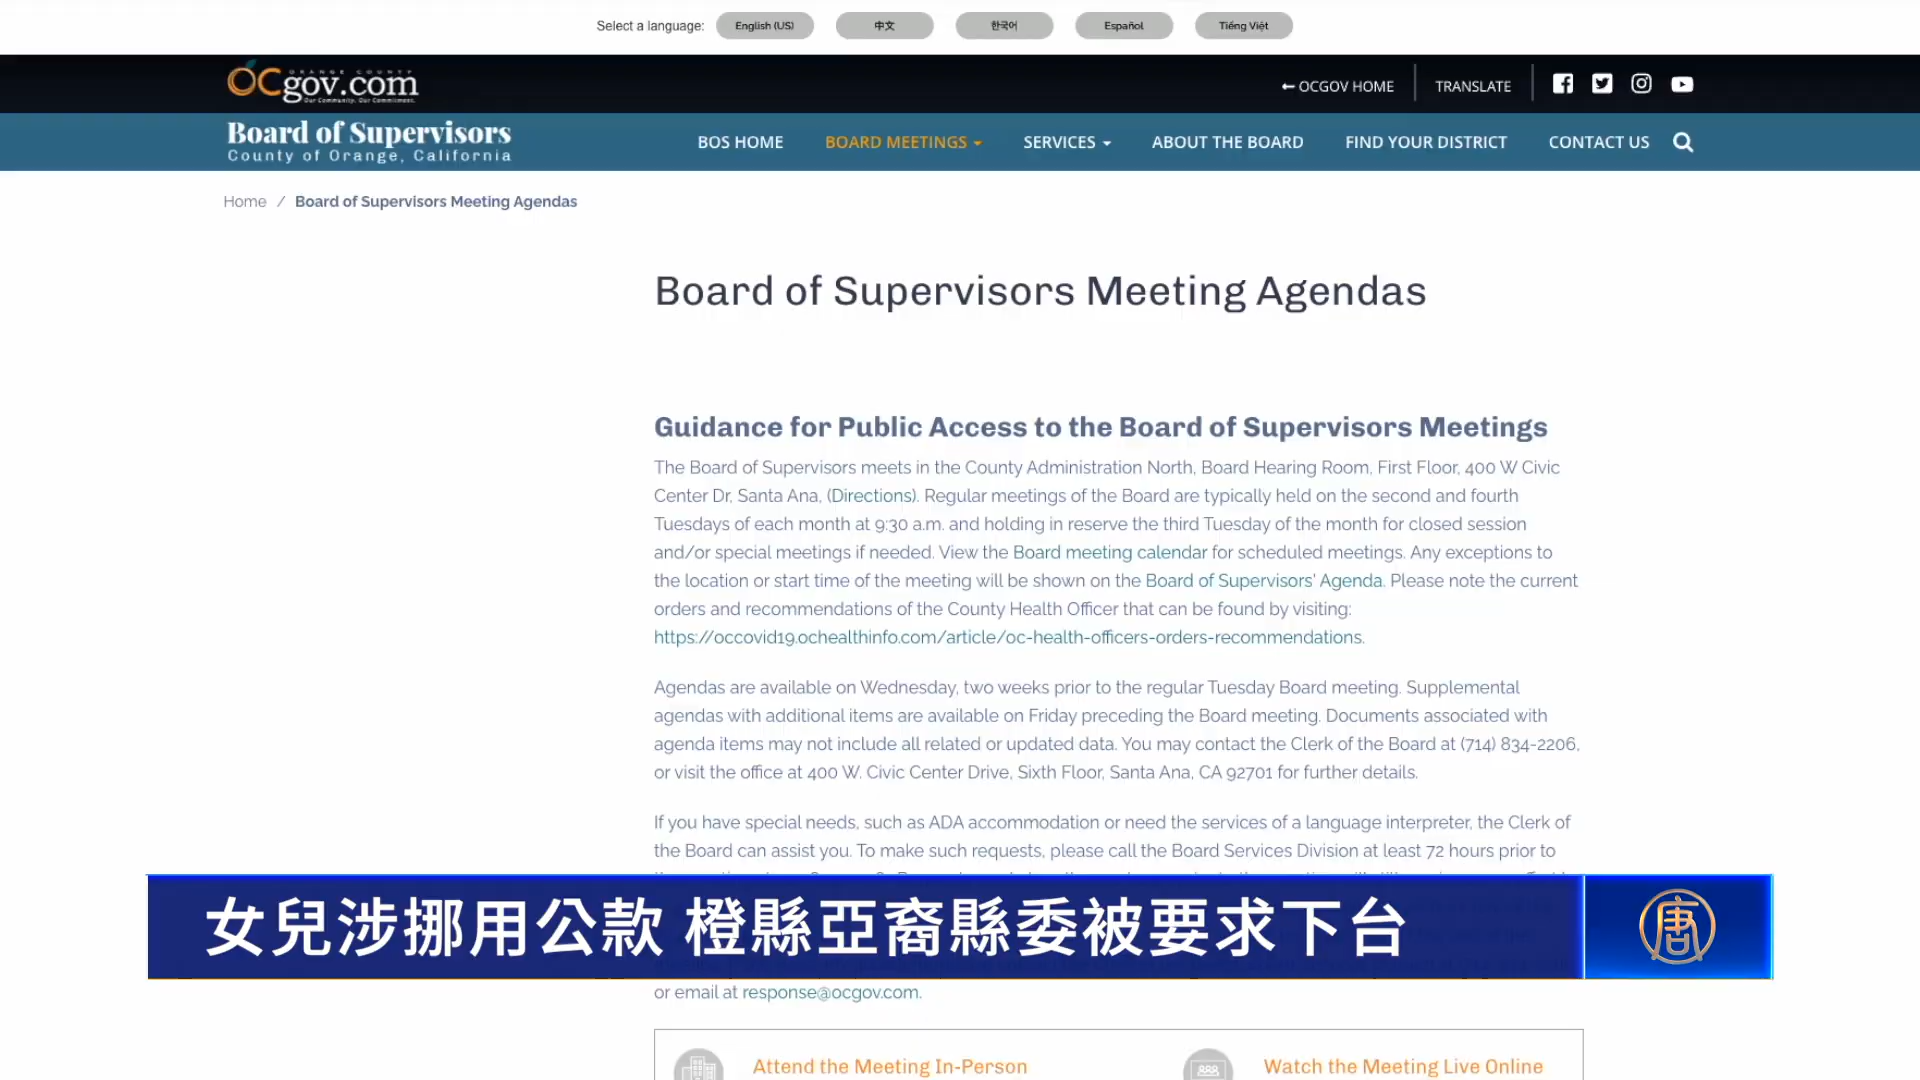 Select a language:
English (US)
中文
한국어
Español
Tiếng Việt
ORANGE COUNTY
OCgov.com
Our Community. Our Commitment.
OCGOV HOME
TRANSLATE
Board of Supervisors
County of Orange, California
BOS HOME
BOARD MEETINGS
SERVICES
ABOUT THE BOARD
FIND YOUR DISTRICT
CONTACT US
Home / Board of Supervisors Meeting Agendas
Board of Supervisors Meeting Agendas
Guidance for Public Access to the Board of Supervisors Meetings
The Board of Supervisors meets in the County Administration North, Board Hearing Room, First Floor, 400 W Civic
Center Dr, Santa Ana, (Directions). Regular meetings of the Board are typically held on the second and fourth
Tuesdays of each month at 9:30 a.m. and holding in reserve the third Tuesday of the month for closed session
and/or special meetings if needed. View the Board meeting calendar for scheduled meetings. Any exceptions to
the location or start time of the meeting will be shown on the Board of Supervisors' Agenda. Please note the current
orders and recommendations of the County Health Officer that can be found by visiting:
https://occovid19.ochealthinfo.com/article/oc-health-officers-orders-recommendations.
Agendas are available on Wednesday, two weeks prior to the regular Tuesday Board meeting. Supplemental
agendas with additional items are available on Friday preceding the Board meeting. Documents associated with
agenda items may not include all related or updated data. You may contact the Clerk of the Board at (714) 834-2206,
or visit the office at 400 W. Civic Center Drive, Sixth Floor, Santa Ana, CA 92701 for further details.
If you have special needs, such as ADA accommodation or need the services of a language interpreter, the Clerk of
the Board can assist you. To make such requests, please call the Board Services Division at least 72 hours prior to
女兒涉挪用公款 橙縣亞裔縣委被要求下台
唐
or email at response@ocgov.com.
Attend the Meeting In-Person
Watch the Meeting Live Online